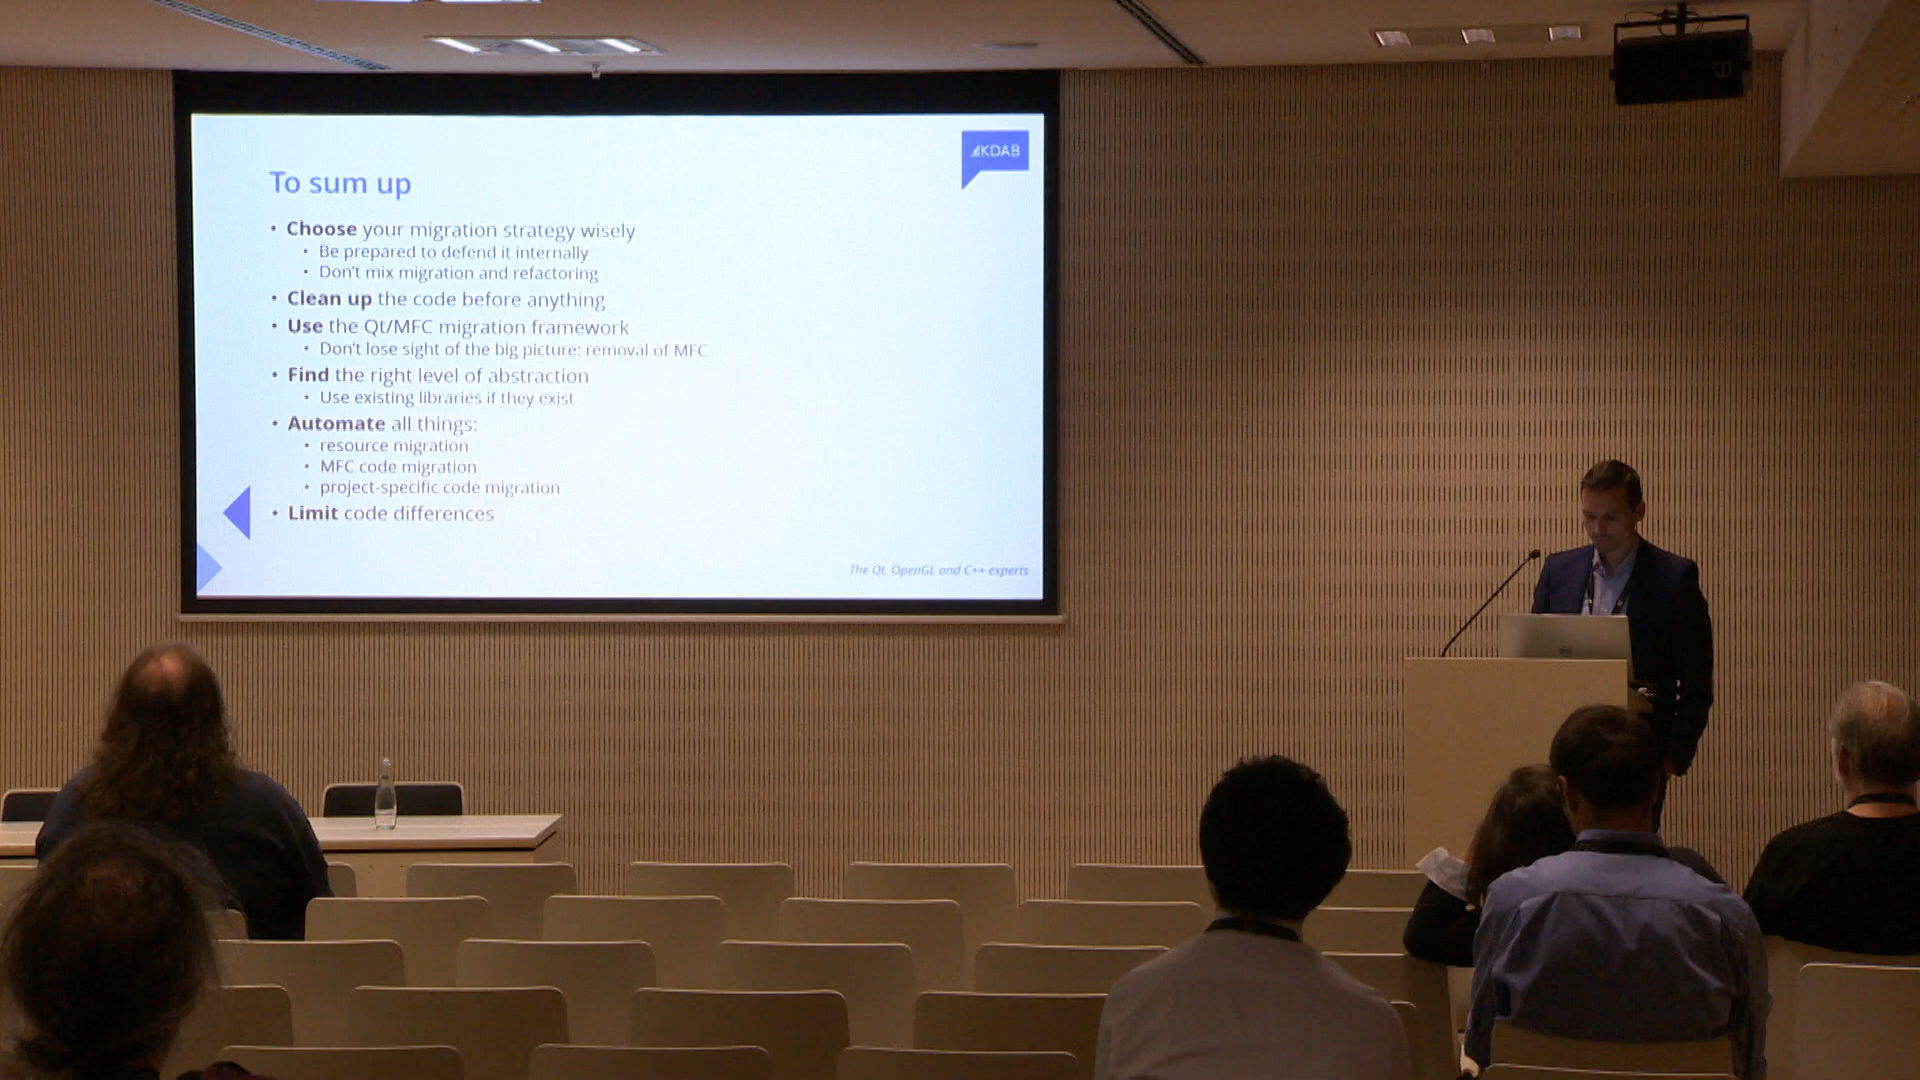 KDAB
To sum up
• Choose your migration strategy wisely
• Be prepared to defend it internally
• Don't mix migration and refactoring
• Clean up the code before anything
• Use the Qt/MFC migration framework
• Don't lose sight of the big picture: removal of MFC
• Find the right level of abstraction
• Use existing libraries if they exist
• Automate all things:
• resource migration
• MFC code migration
• project-specific code migration
• Limit code differences
The Qt, OpenGL and C++ experts